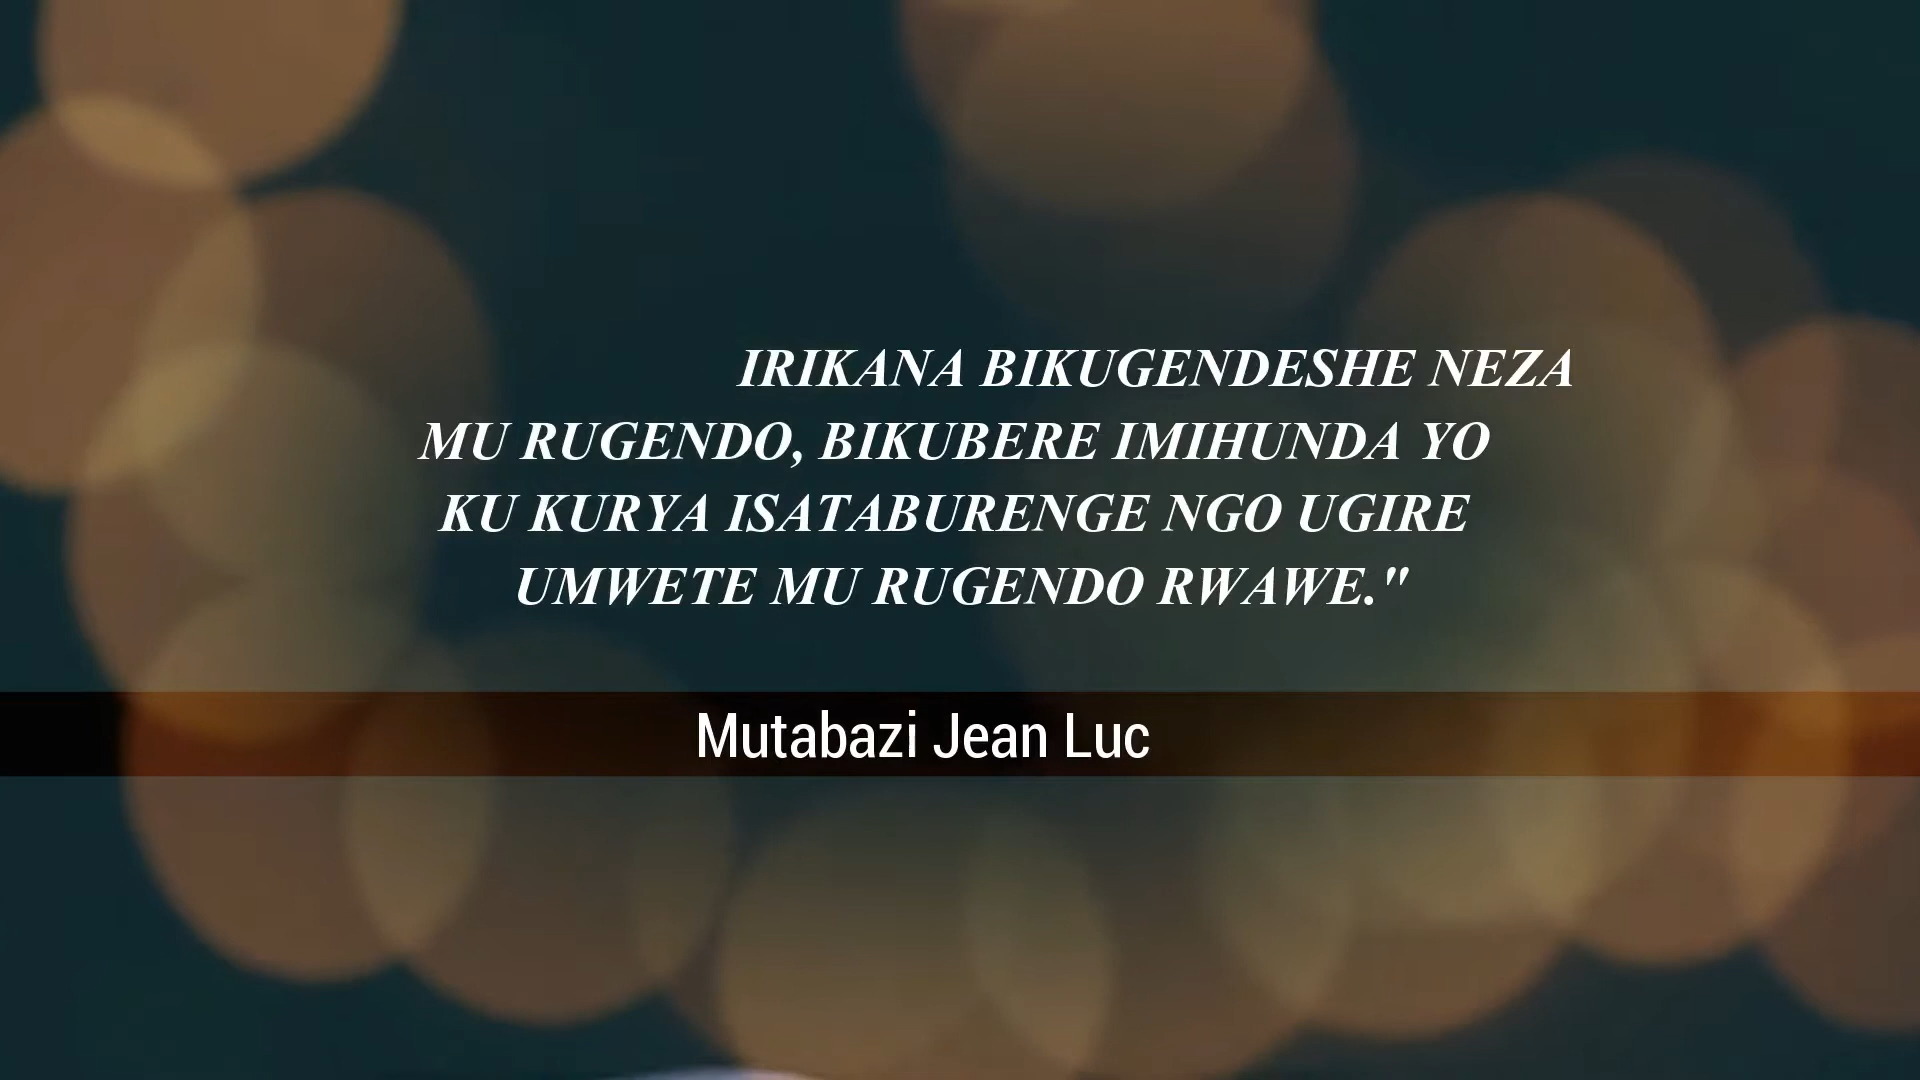 IRIKANA BIKUGENDESHE NEZA
MU RUGENDO, BIKUBERE IMIHUNDA YO
KU KURYA ISATABURENGE NGO UGIRE
UMWETE MU RUGENDO RWAWE."
Mutabazi Jean Luc